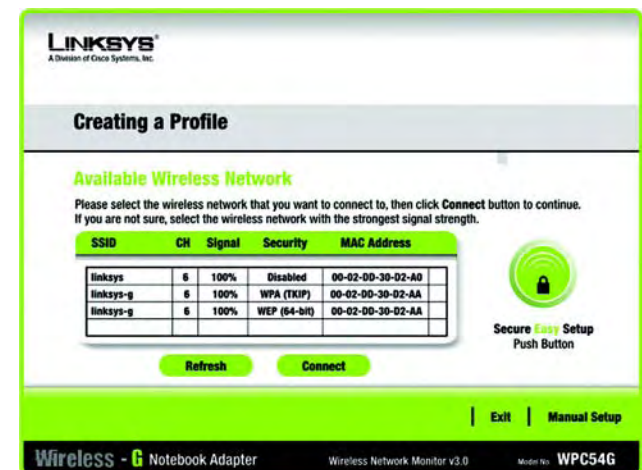 LINKSYS®
A Division of Cisco Systems, Inc.
Creating a Profile
Available Wireless Network
Please select the wireless network that you want to connect to, then click Connect button to continue.
If you are not sure, select the wireless network with the strongest signal strength.
SSID CH Signal Security MAC Address
linksys 6 100% Disabled 00-02-DD-30-D2-A0
linksys-g 6 100% WPA (TKIP) 00-02-DD-30-D2-AA
linksys-g 6 100% WEP (64-bit) 00-02-DD-30-D2-AA
Secure Easy Setup
Push Button
Refresh Connect
Exit Manual Setup
Wireless - G Notebook Adapter Wireless Network Monitor v3.0 Model No. WPC54G